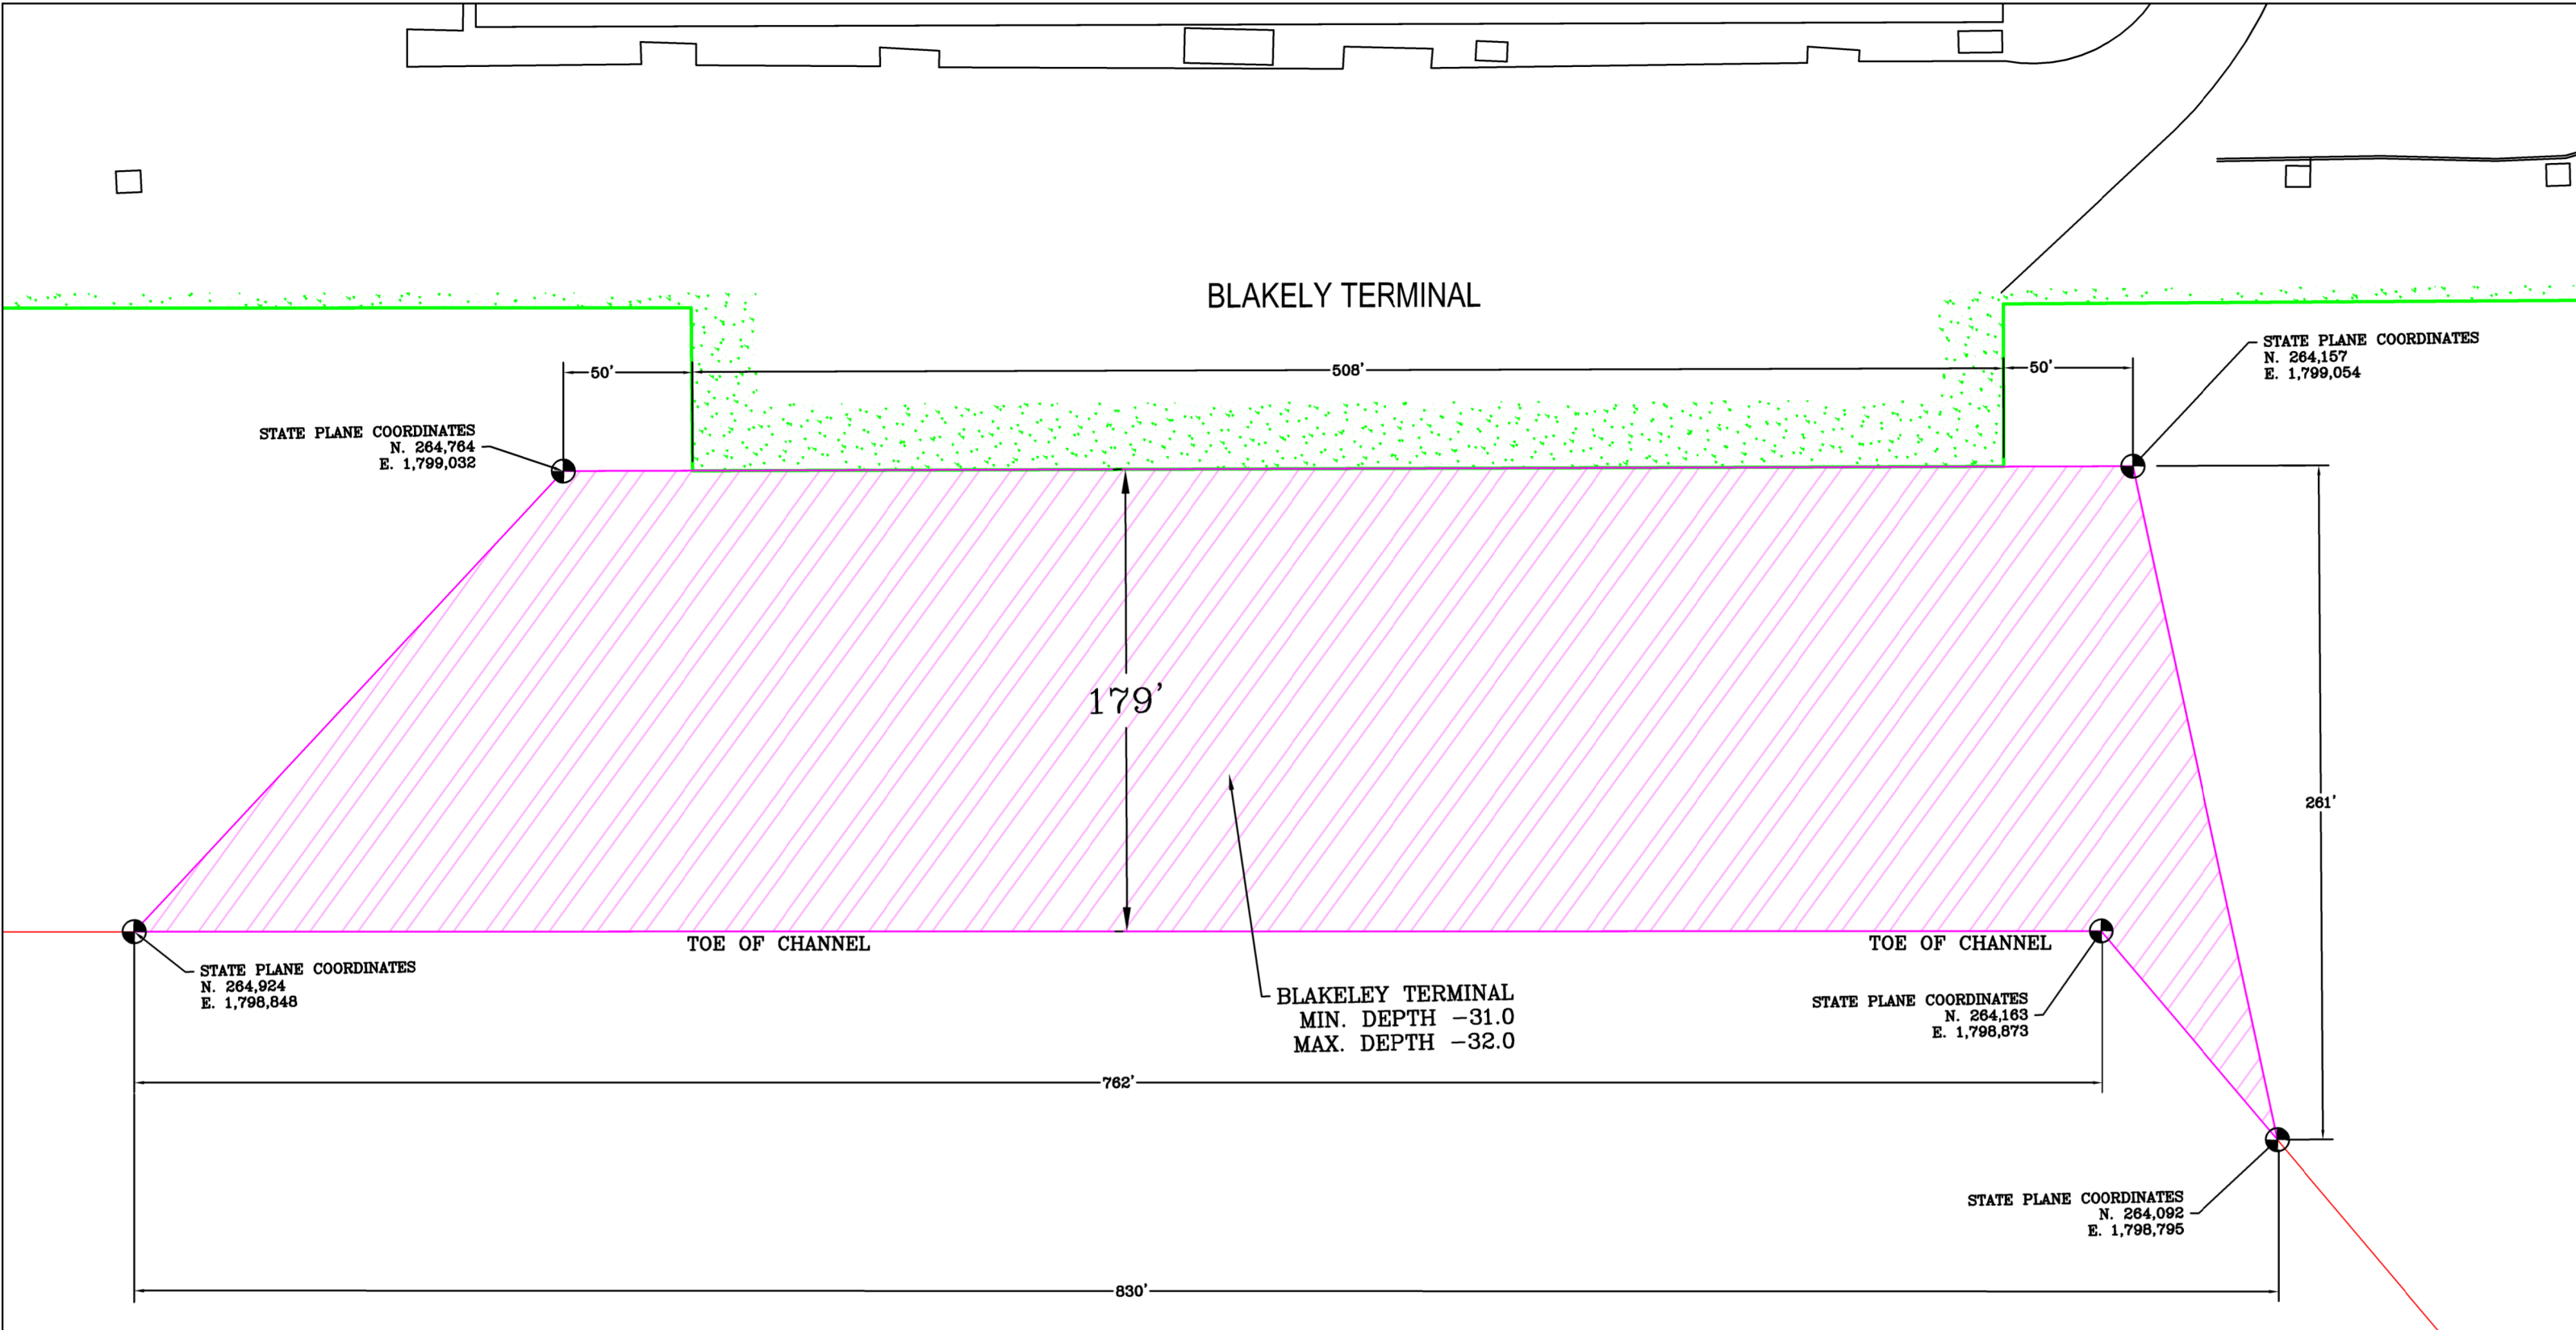 BLAKELY TERMINAL
STATE PLANE COORDINATES
N. 264,157
E. 1,799,054
50'
508'
50'
STATE PLANE COORDINATES
N. 264,764
E. 1,799,032
179'
261'
TOE OF CHANNEL
TOE OF CHANNEL
STATE PLANE COORDINATES
N. 264,924
E. 1,798,848
BLAKELEY TERMINAL
MIN. DEPTH -31.0
MAX. DEPTH -32.0
STATE PLANE COORDINATES
N. 264,163
E. 1,798,873
762'
STATE PLANE COORDINATES
N. 264,092
E. 1,798,795
830'